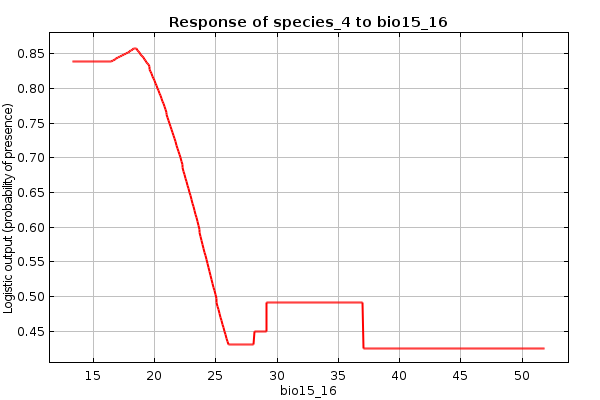 Response of species_4 to bio15_16
Logistic output (probability of presence)
0.85
0.80
0.75
0.70
0.65
0.60
0.55
0.50
0.45
15 20 25 30 35 40 45 50
bio15_16